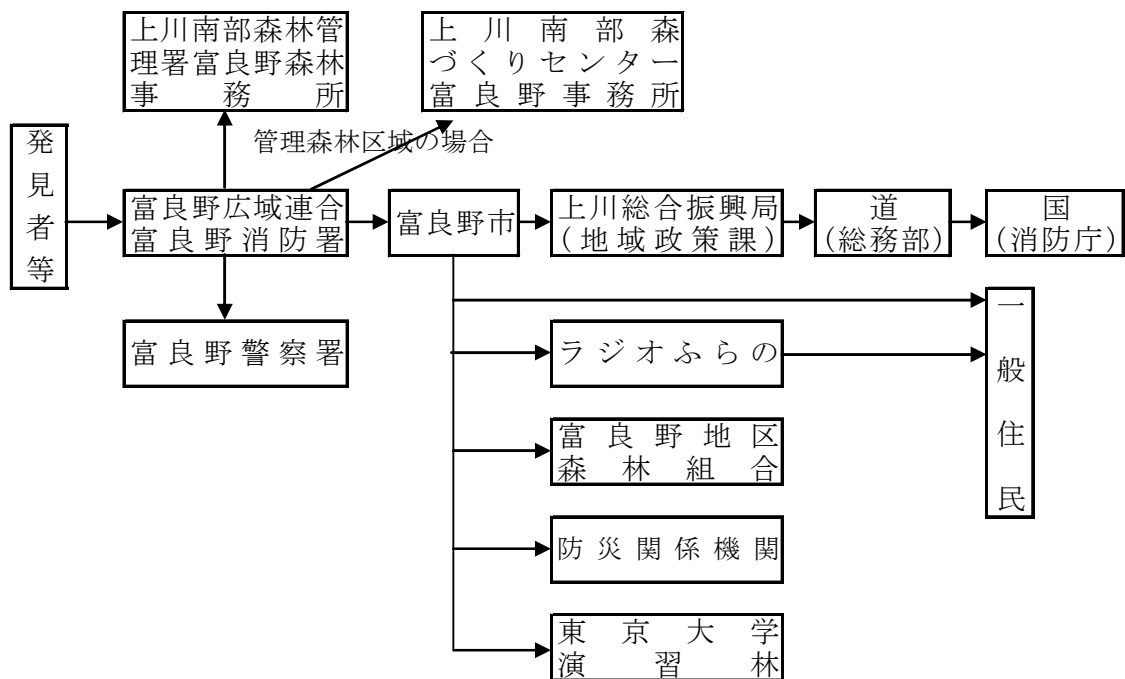 上川南部森林管
理署富良野森林
事務所
上川南部森
づくりセンター
富良野事務所
管理森林区域の場合
発見者等
富良野広域連合
富良野消防署
富良野市
上川総合振興局
(地域政策課)
道
(総務部)
国
(消防庁)
富良野警察署
ラジオふらの
一般住民
富良野地区
森林組合
防災関係機関
東京大学
演習林